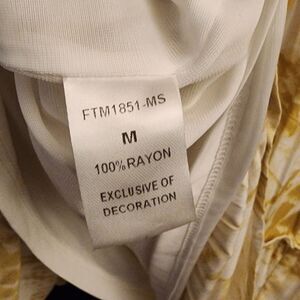 FTM1851-MS
M
100% RAYON
EXCLUSIVE OF
DECORATION